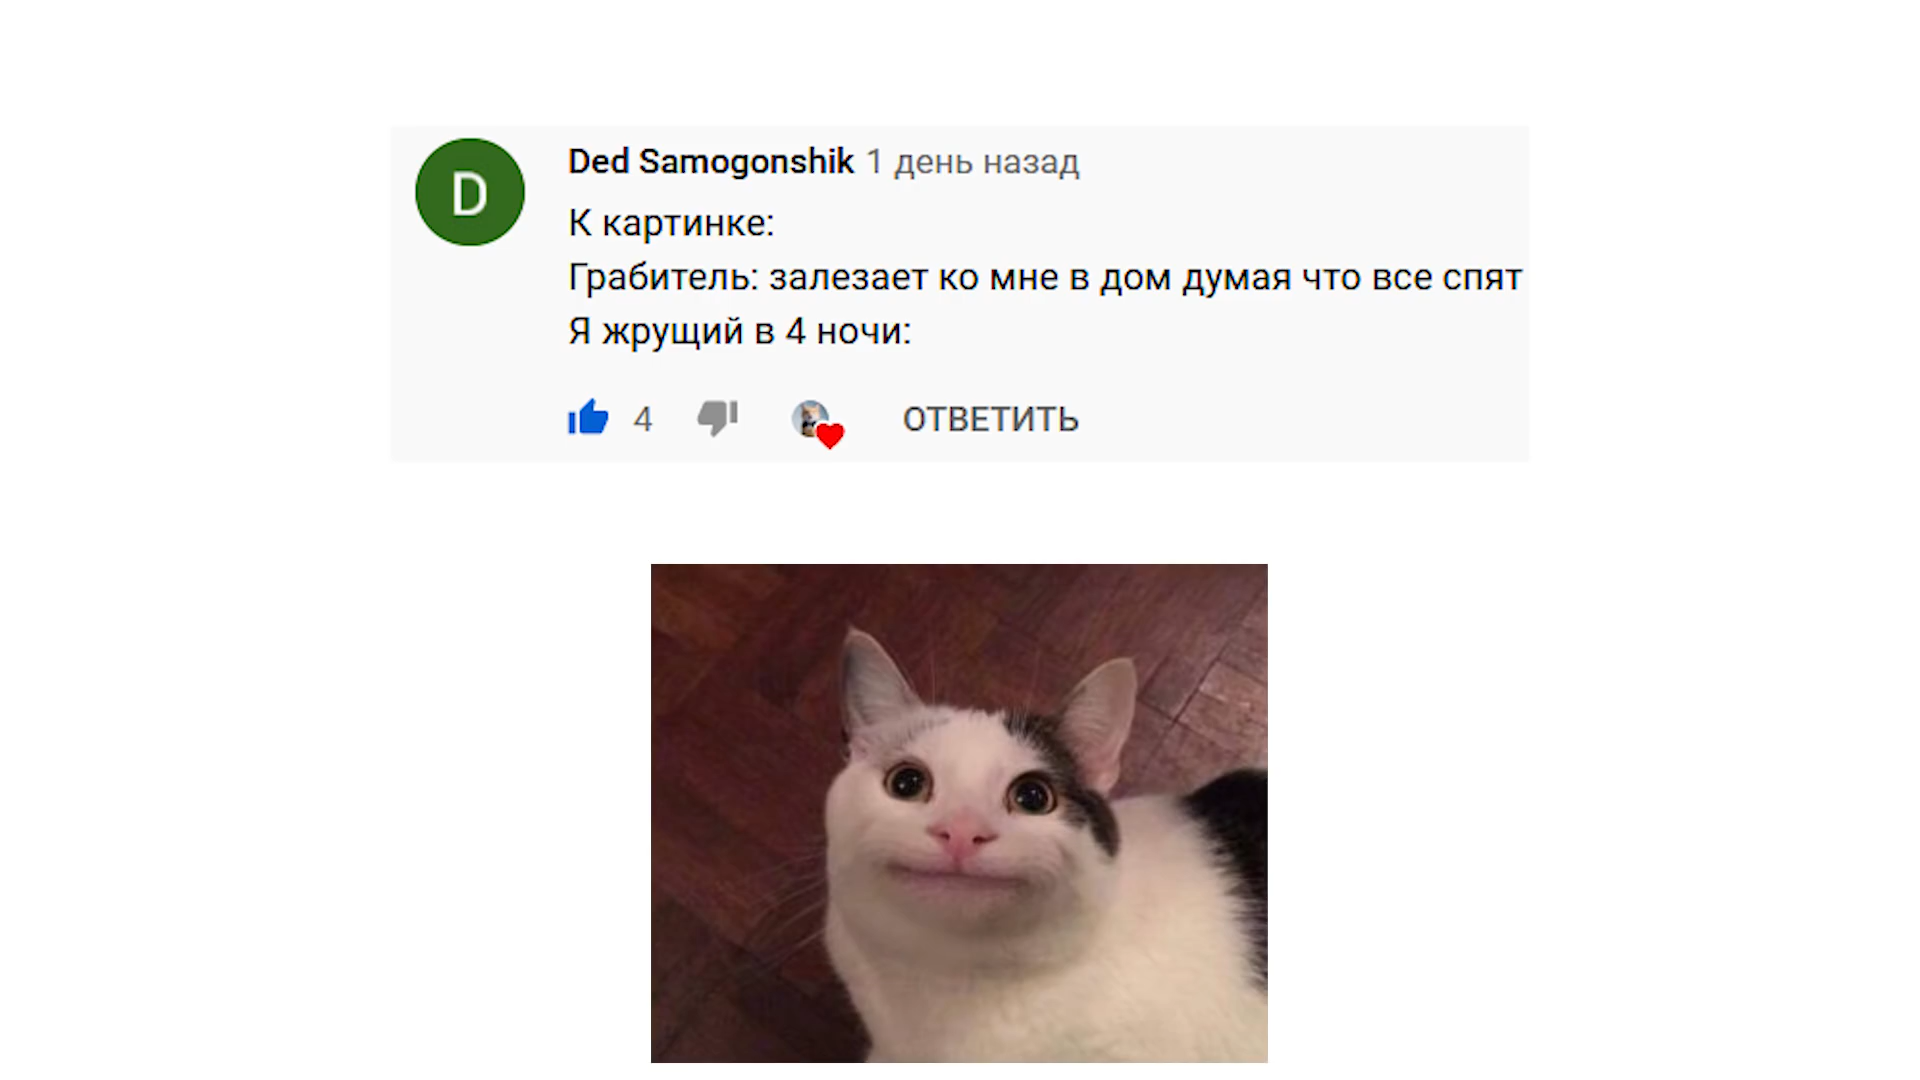 D
Ded Samogonshik 1 день назад
К картинке:
Грабитель: залезает ко мне в дом думая что все спят
Я жрущий в 4 ночи:
4 ОТВЕТИТЬ